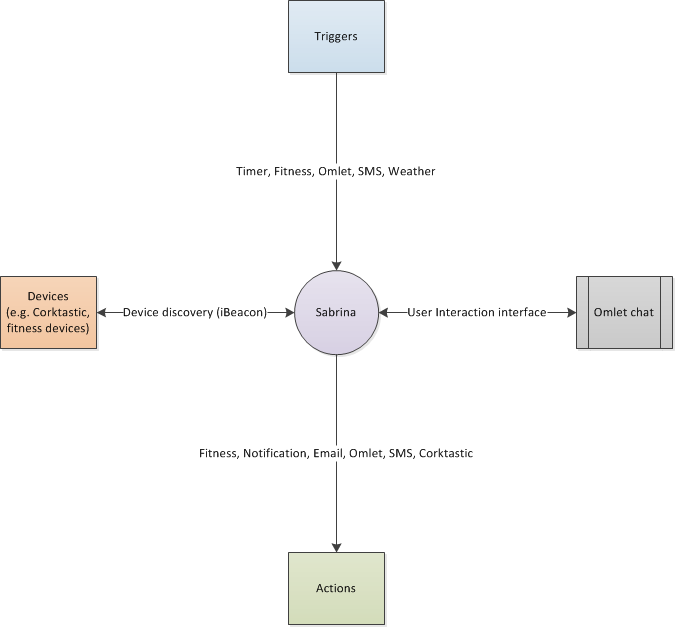 Triggers
Timer, Fitness, Omlet, SMS, Weather
Devices
(e.g. Corktastic,
fitness devices)
Device discovery (iBeacon)
Sabrina
User Interaction interface
Omlet chat
Fitness, Notification, Email, Omlet, SMS, Corktastic
Actions